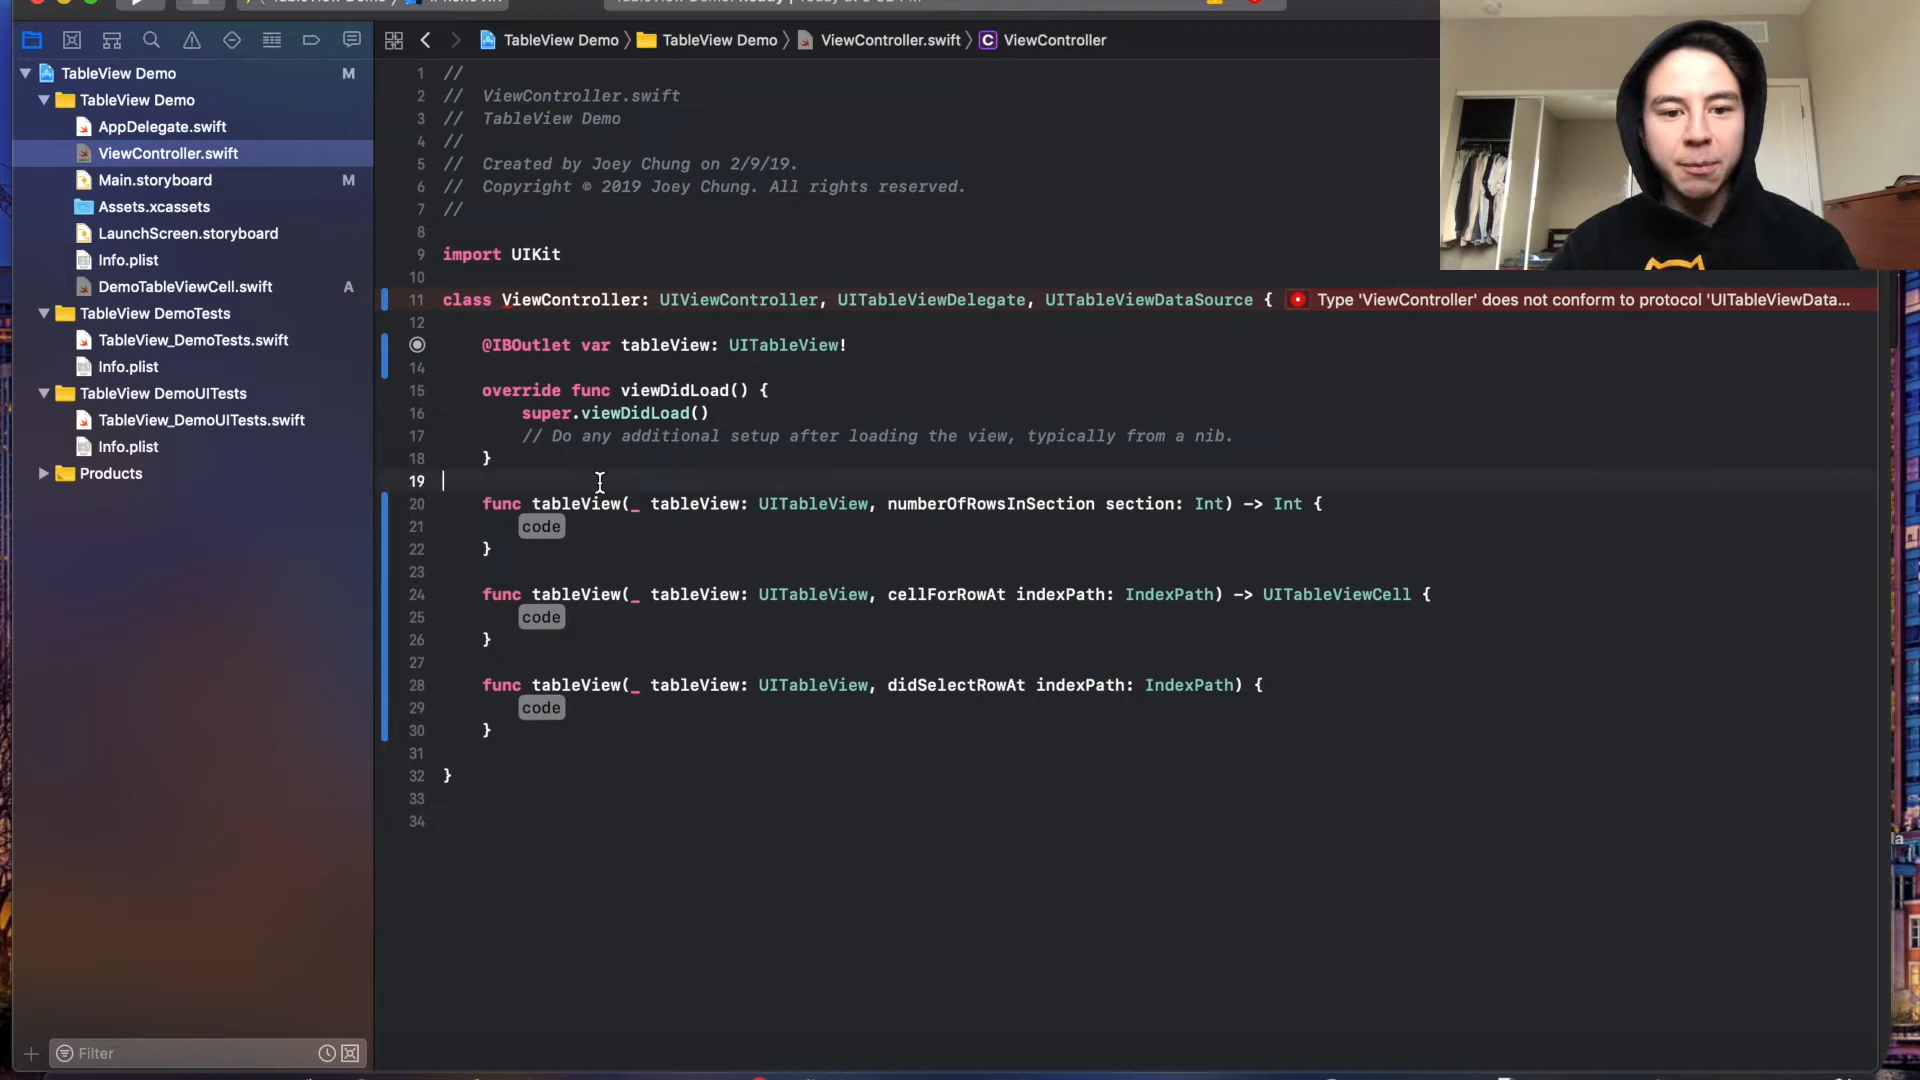 TableView Demo
TableView Demo
ViewController.swift
ViewController
TableView Demo M
TableView Demo
AppDelegate.swift
ViewController.swift
Main.storyboard M
Assets.xcassets
LaunchScreen.storyboard
Info.plist
DemoTableViewCell.swift A
TableView DemoTests
TableView_DemoTests.swift
Info.plist
TableView DemoUITests
TableView_DemoUITests.swift
Info.plist
Products
Filter
1 //
2 // ViewController.swift
3 // TableView Demo
4 //
5 // Created by Joey Chung on 2/9/19.
6 // Copyright © 2019 Joey Chung. All rights reserved.
7 //
8
9 import UIKit
10
11 class ViewController: UIViewController, UITableViewDelegate, UITableViewDataSource { Type 'ViewController' does not conform to protocol 'UITableViewData...
12
@IBOutlet var tableView: UITableView!
14
15 override func viewDidLoad() {
16 super.viewDidLoad()
17 // Do any additional setup after loading the view, typically from a nib.
18 }
19
20 func tableView(_ tableView: UITableView, numberOfRowsInSection section: Int) -> Int {
21 code
22 }
23
24 func tableView(_ tableView: UITableView, cellForRowAt indexPath: IndexPath) -> UITableViewCell {
25 code
26 }
27
28 func tableView(_ tableView: UITableView, didSelectRowAt indexPath: IndexPath) {
29 code
30 }
31
32 }
33
34